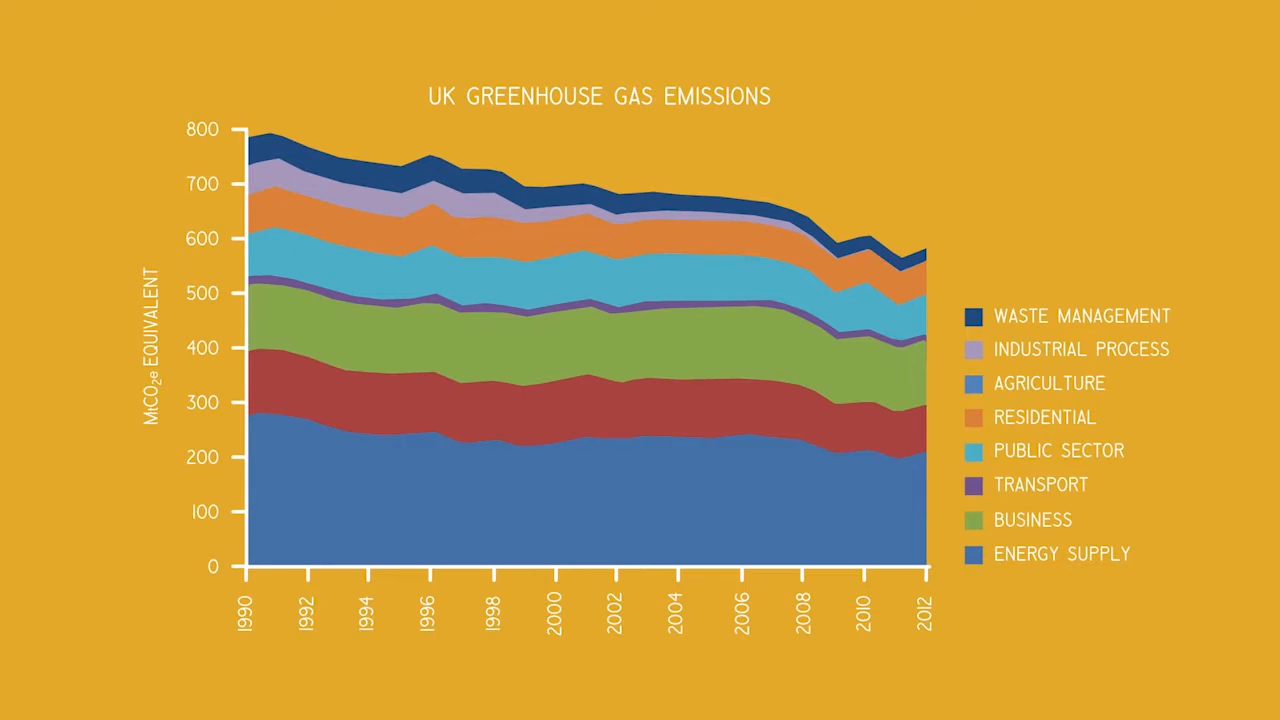 UK GREENHOUSE GAS EMISSIONS
800
700
600
500
400
300
200
100
0
MtCO2e EQUIVALENT
1990
1992
1994
1996
1998
2000
2002
2004
2006
2008
2010
2012
WASTE MANAGEMENT
INDUSTRIAL PROCESS
AGRICULTURE
RESIDENTIAL
PUBLIC SECTOR
TRANSPORT
BUSINESS
ENERGY SUPPLY